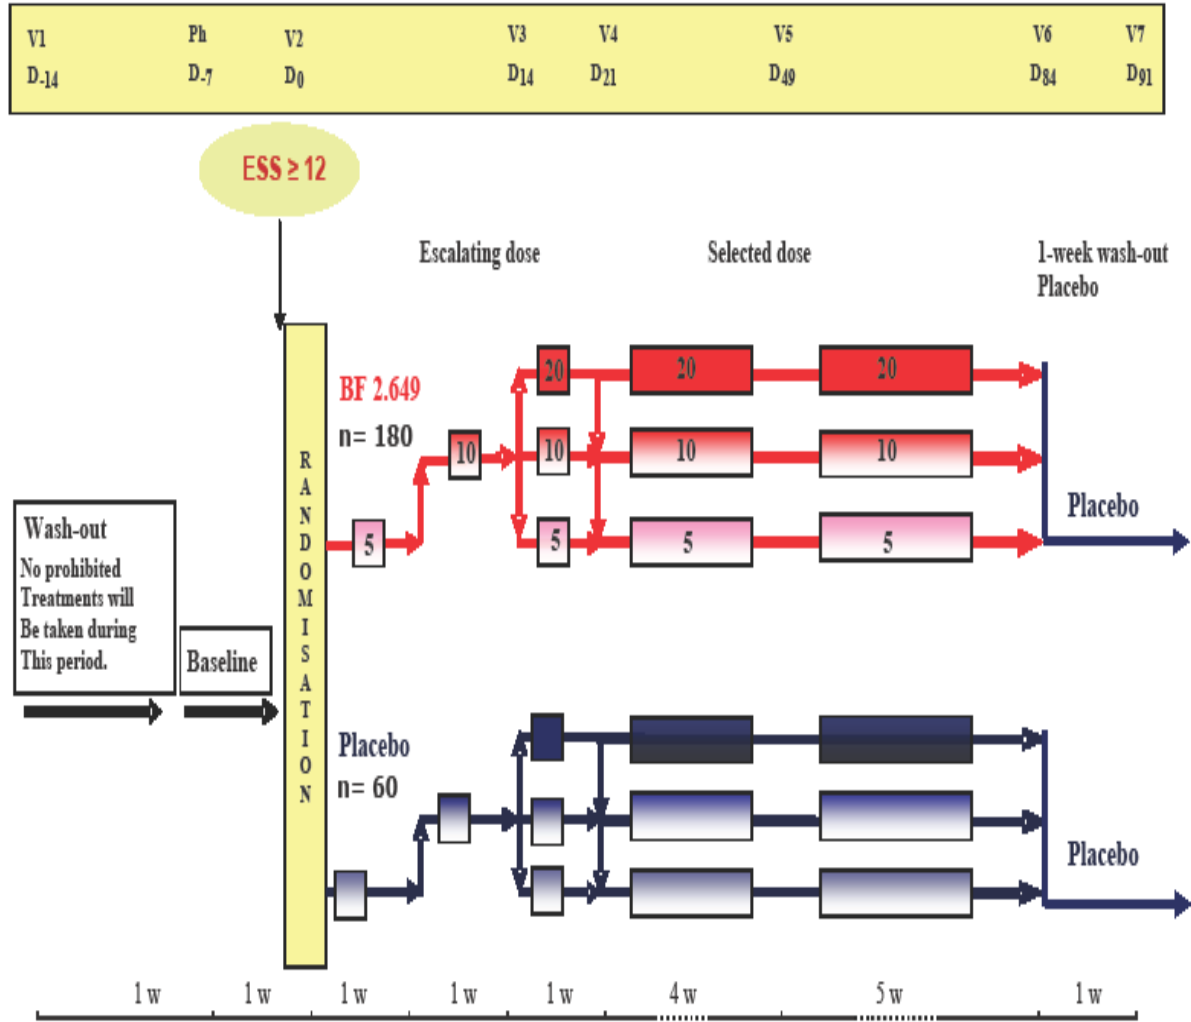 V1 Ph V2 V3 V4 V5 V6 V7
D-14 D-7 D0 D14 D21 D49 D84 D91
ESS ≥ 12
Escalating dose Selected dose 1-week wash-out
Placebo
BF 2.649
n= 180
20 20 20
10 10 10 10
5 5 5 5
Placebo
RANDOMISATION
Wash-out
No prohibited
Treatments will
Be taken during
This period.
Baseline
Placebo
n= 60
Placebo
1 w 1 w 1 w 1 w 1 w 4 w 5 w 1 w